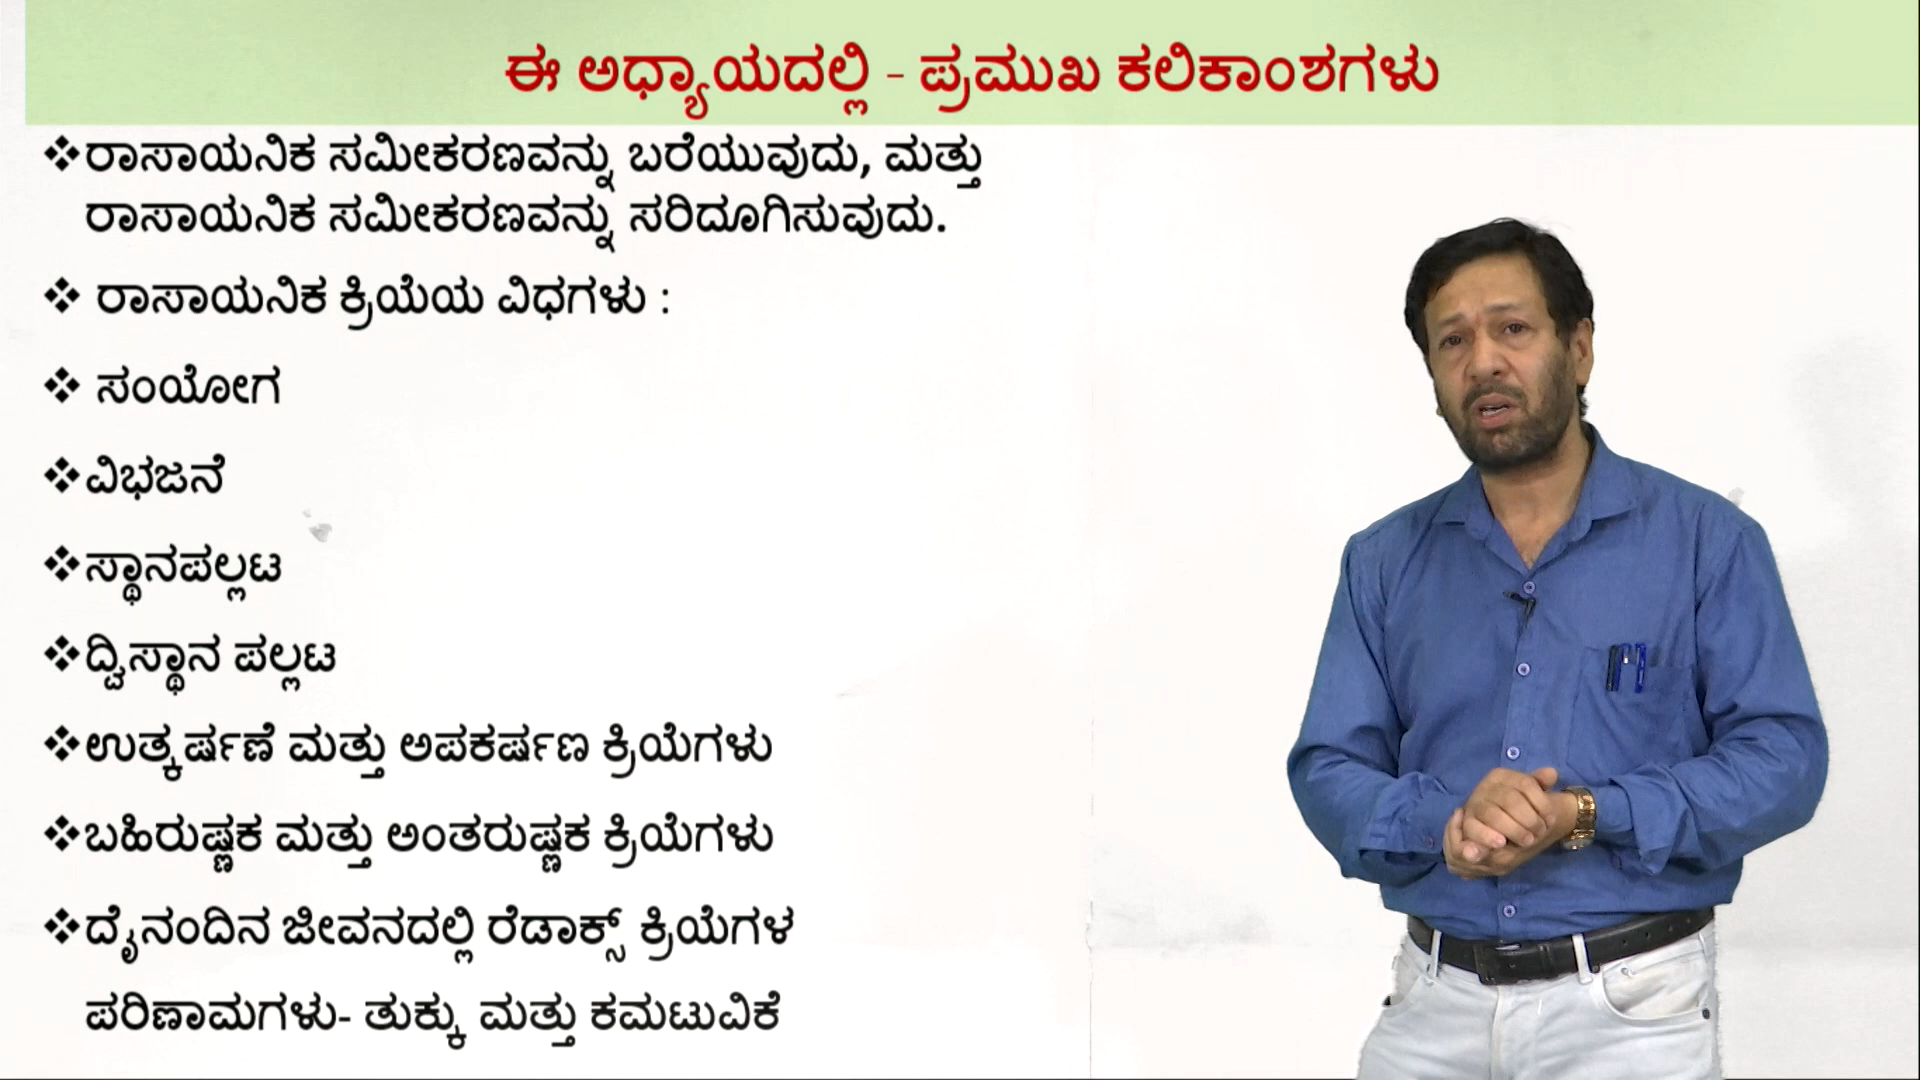 ಈ ಅಧ್ಯಾಯದಲ್ಲಿ - ಪ್ರಮುಖ ಕಲಿಕಾಂಶಗಳು
❖ರಾಸಾಯನಿಕ ಸಮೀಕರಣವನ್ನು ಬರೆಯುವುದು, ಮತ್ತು
ರಾಸಾಯನಿಕ ಸಮೀಕರಣವನ್ನು ಸರಿದೂಗಿಸುವುದು.
❖ ರಾಸಾಯನಿಕ ಕ್ರಿಯೆಯ ವಿಧಗಳು :
❖ ಸಂಯೋಗ
❖ವಿಭಜನೆ
❖ಸ್ಥಾನಪಲ್ಲಟ
❖ದ್ವಿಸ್ಥಾನ ಪಲ್ಲಟ
❖ಉತ್ಕರ್ಷಣೆ ಮತ್ತು ಅಪಕರ್ಷಣ ಕ್ರಿಯೆಗಳು
❖ಬಹಿರುಷ್ಣಕ ಮತ್ತು ಅಂತರುಷ್ಣಕ ಕ್ರಿಯೆಗಳು
❖ದೈನಂದಿನ ಜೀವನದಲ್ಲಿ ರೆಡಾಕ್ಸ್ ಕ್ರಿಯೆಗಳ
ಪರಿಣಾಮಗಳು- ತುಕ್ಕು ಮತ್ತು ಕಮಟುವಿಕೆ